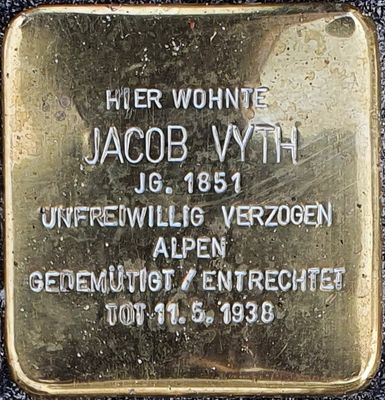 HIER WOHNTE
JACOB VYTH
JG. 1851
UNFREIWILLIG VERZOGEN
ALPEN
GEDEMÜTIGT / ENTRECHTET
TOT 11. 5. 1938